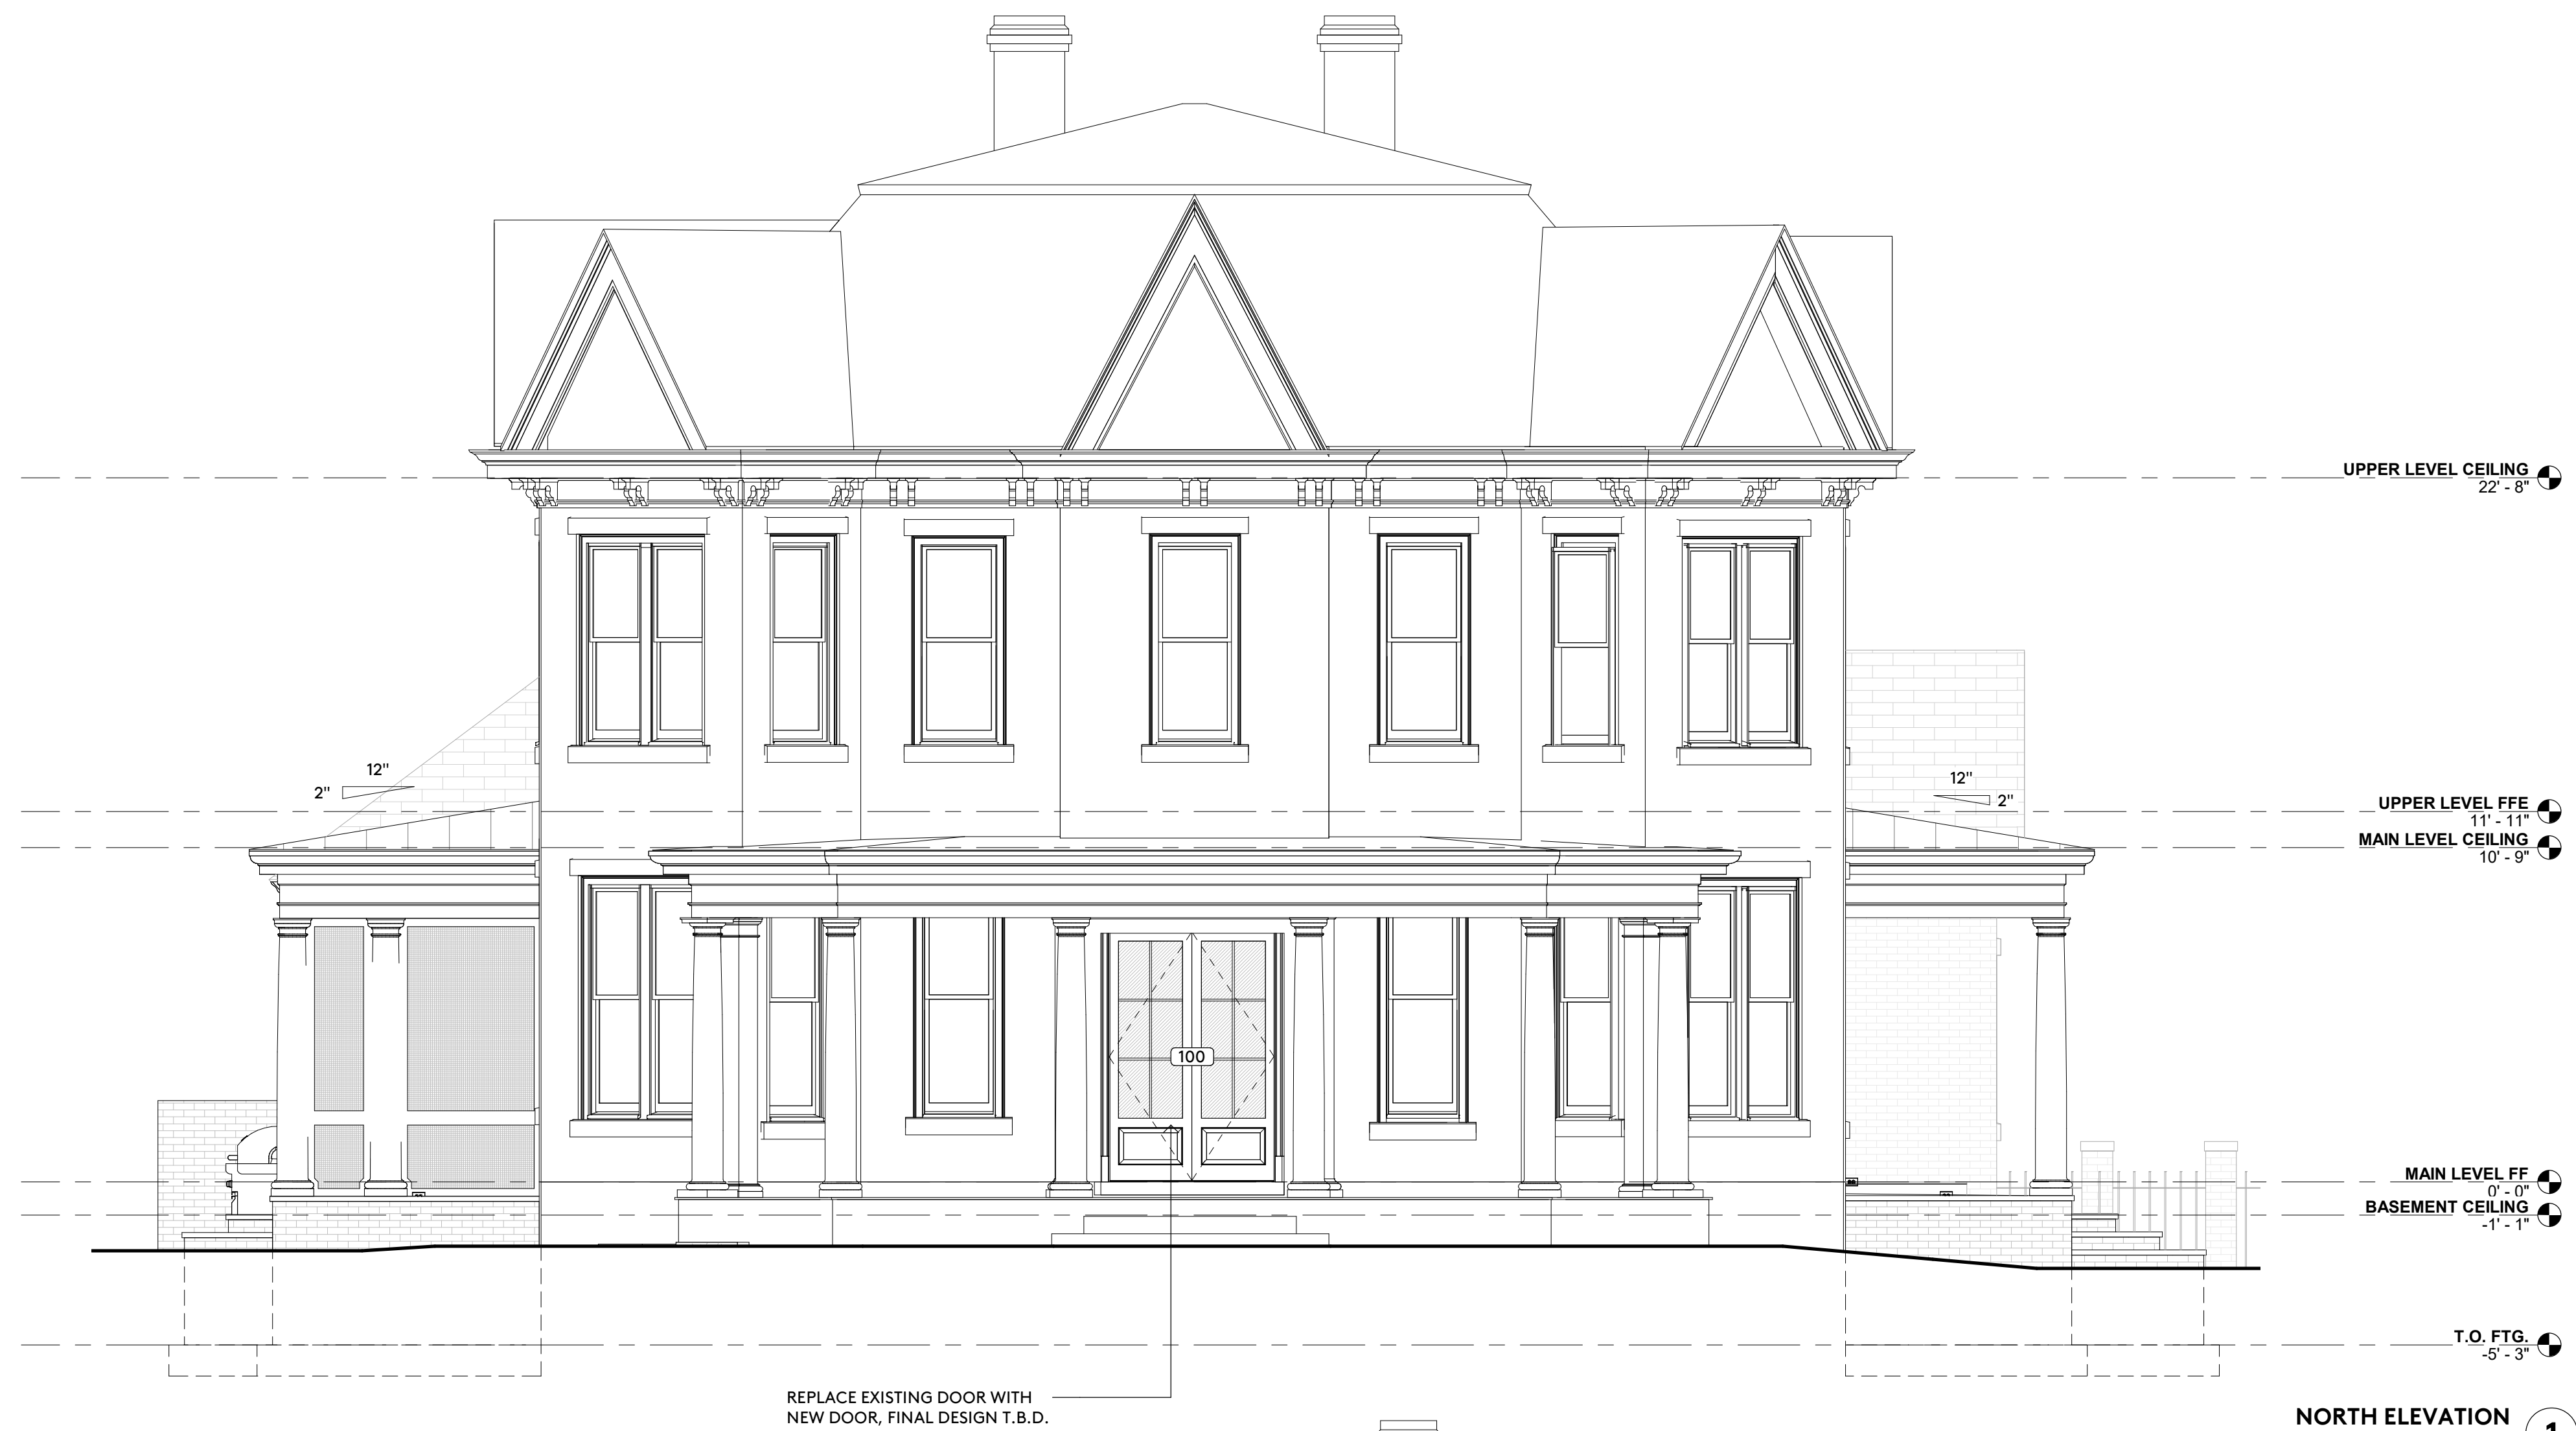 UPPER LEVEL CEILING
22' - 8"
12"
2"
12"
2"
UPPER LEVEL FFE
11' - 11"
MAIN LEVEL CEILING
10' - 9"
100
MAIN LEVEL FF
0' - 0"
BASEMENT CEILING
-1' - 1"
T.O. FTG.
-5' - 3"
REPLACE EXISTING DOOR WITH
NEW DOOR, FINAL DESIGN T.B.D.
NORTH ELEVATION
1